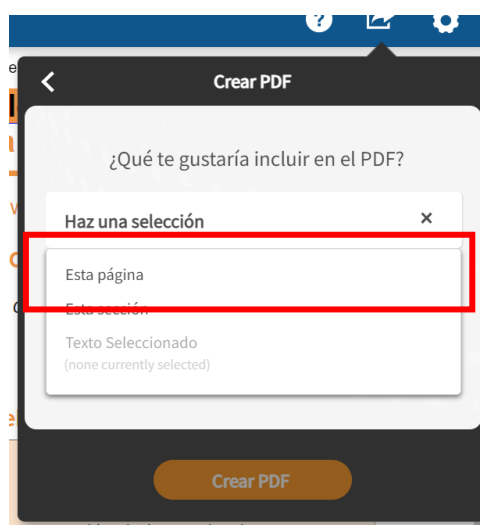 ?
Crear PDF
¿Qué te gustaría incluir en el PDF?
Haz una selección ×
Esta página
Esta sección
Texto Seleccionado
(none currently selected)
Crear PDF